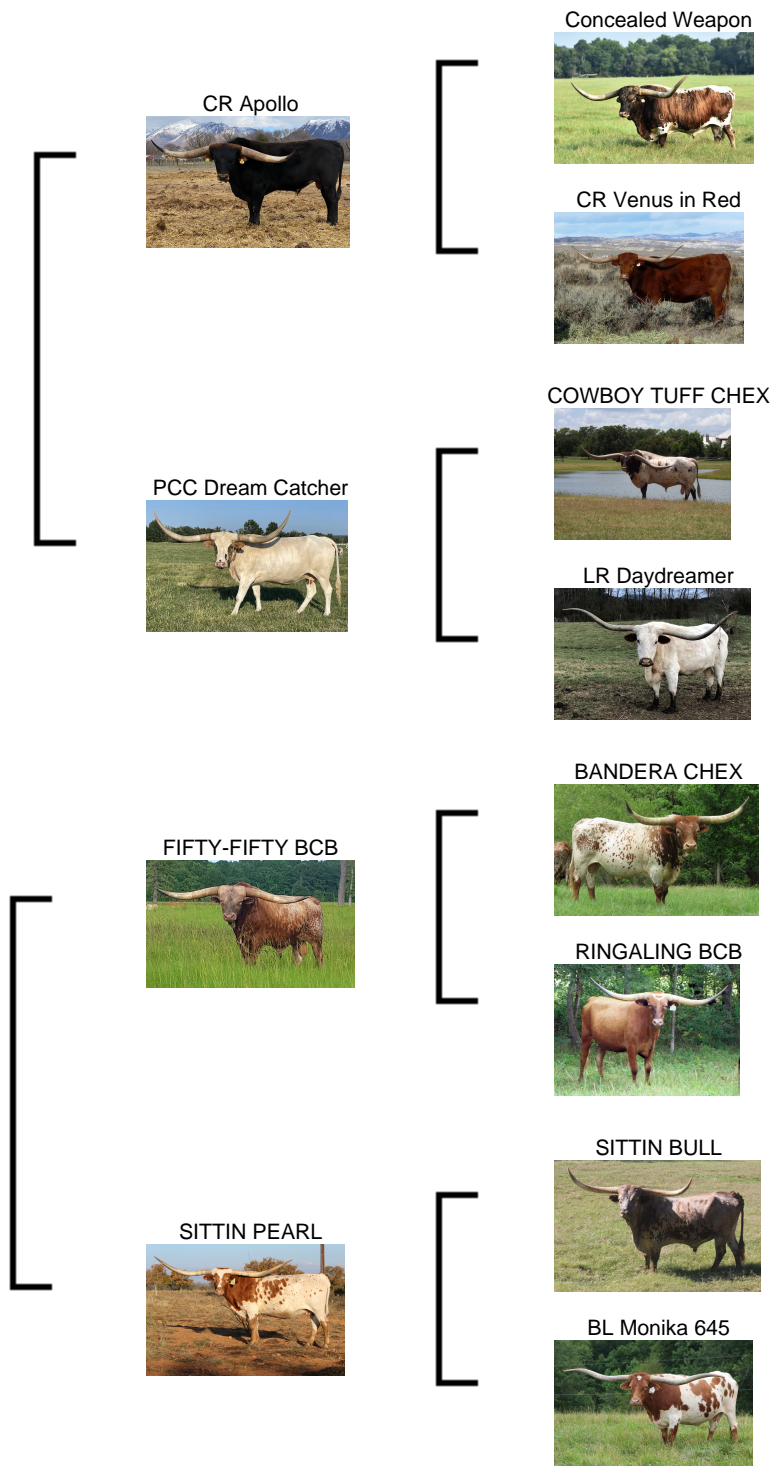 Concealed Weapon
CR Apollo
CR Venus in Red
COWBOY TUFF CHEX
PCC Dream Catcher
LR Daydreamer
BANDERA CHEX
FIFTY-FIFTY BCB
RINGALING BCB
SITTIN BULL
SITTIN PEARL
BL Monika 645